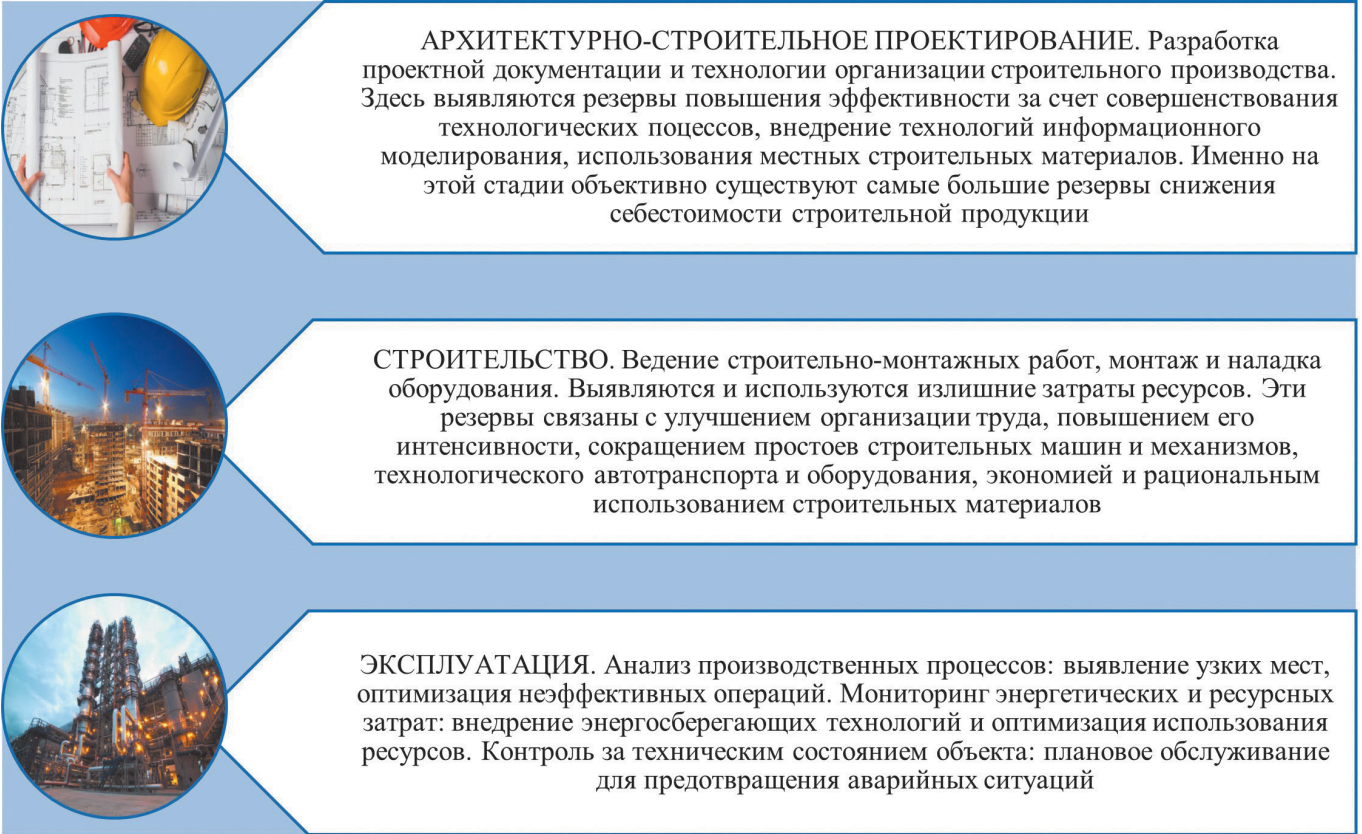 АРХИТЕКТУРНО-СТРОИТЕЛЬНОЕ ПРОЕКТИРОВАНИЕ. Разработка
проектной документации и технологии организации строительного производства.
Здесь выявляются резервы повышения эффективности за счет совершенствования
технологических поцессов, внедрение технологий информационного
моделирования, использования местных строительных материалов. Именно на
этой стадии объективно существуют самые большие резервы снижения
себестоимости строительной продукции
СТРОИТЕЛЬСТВО. Ведение строительно-монтажных работ, монтаж и наладка
оборудования. Выявляются и используются излишние затраты ресурсов. Эти
резервы связаны с улучшением организации труда, повышением его
интенсивности, сокращением простоев строительных машин и механизмов,
технологического автотранспорта и оборудования, экономией и рациональным
использованием строительных материалов
ЭКСПЛУАТАЦИЯ. Анализ производственных процессов: выявление узких мест,
оптимизация неэффективных операций. Мониторинг энергетических и ресурсных
затрат: внедрение энергосберегающих технологий и оптимизация использования
ресурсов. Контроль за техническим состоянием объекта: плановое обслуживание
для предотвращения аварийных ситуаций